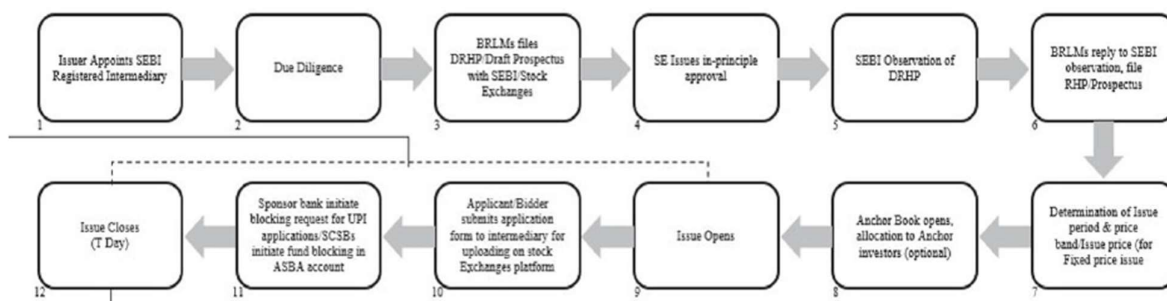 Issuer Appoints SEBI
Registered Intermediary
1
Due Diligence
2
BRLMs files
DRHP/Draft Prospectus
with SEBI/Stock
Exchanges
3
SE Issues in-principle
approval
4
SEBI Observation of
DRHP
5
BRLMs reply to SEBI
observation, file
RHP/Prospectus
6
Determination of Issue
period & price
band/Issue price (for
Fixed price issue
7
Anchor Book opens,
allocation to Anchor
investors (optional)
8
Issue Opens
9
Applicant/Bidder
submits application
form to intermediary for
uploading on stock
Exchanges platform
10
Sponsor bank initiate
blocking request for UPI
applications/SCSBs
initiate fund blocking in
ASBA account
11
Issue Closes
(T Day)
12